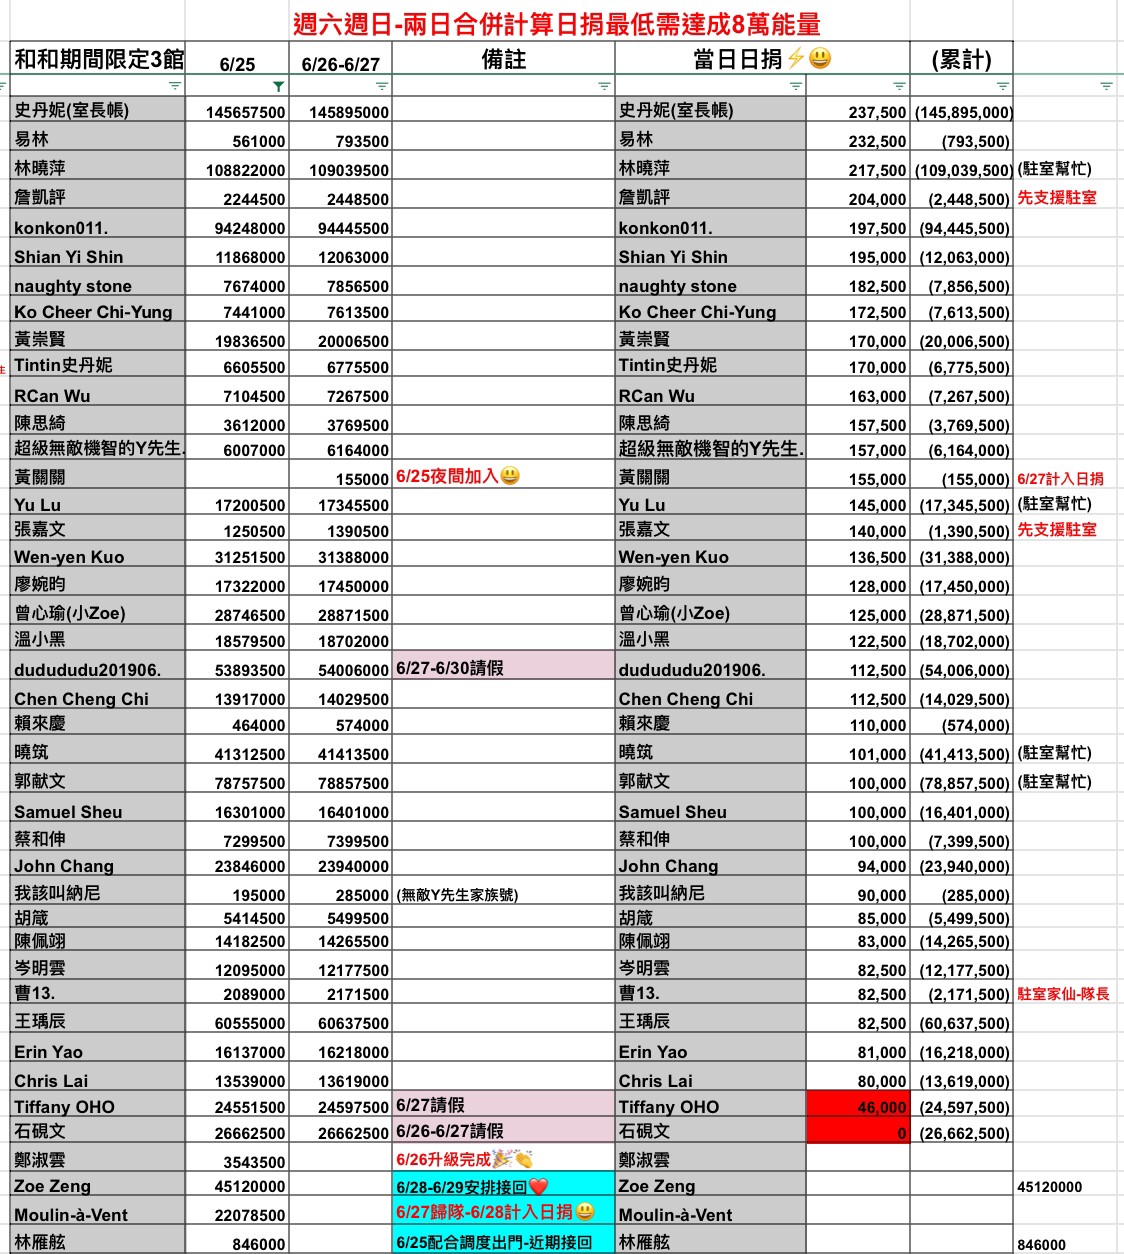 週六週日-兩日合併計算日捐最低需達成8萬能量
和和期間限定3館 6/25 6/26-6/27 備註 當日日捐⚡😃 (累計)
史丹妮(室長帳) 145657500 145895000 史丹妮(室長帳) 237,500 (145,895,000)
易林 561000 793500 易林 232,500 (793,500)
林曉萍 108822000 109039500 林曉萍 217,500 (109,039,500) (駐室幫忙)
詹凱評 2244500 2448500 詹凱評 204,000 (2,448,500) 先支援駐室
konkon011. 94248000 94445500 konkon011. 197,500 (94,445,500)
Shian Yi Shin 11868000 12063000 Shian Yi Shin 195,000 (12,063,000)
naughty stone 7674000 7856500 naughty stone 182,500 (7,856,500)
Ko Cheer Chi-Yung 7441000 7613500 Ko Cheer Chi-Yung 172,500 (7,613,500)
黃崇賢 19836500 20006500 黃崇賢 170,000 (20,006,500)
Tintin史丹妮 6605500 6775500 Tintin史丹妮 170,000 (6,775,500)
RCan Wu 7104500 7267500 RCan Wu 163,000 (7,267,500)
陳思綺 3612000 3769500 陳思綺 157,500 (3,769,500)
超級無敵機智的Y先生. 6007000 6164000 超級無敵機智的Y先生. 157,000 (6,164,000)
黃關關 155000 6/25夜間加入😃 黃關關 155,000 (155,000) 6/27計入日捐
Yu Lu 17200500 17345500 Yu Lu 145,000 (17,345,500) (駐室幫忙)
張嘉文 1250500 1390500 張嘉文 140,000 (1,390,500) 先支援駐室
Wen-yen Kuo 31251500 31388000 Wen-yen Kuo 136,500 (31,388,000)
廖婉昀 17322000 17450000 廖婉昀 128,000 (17,450,000)
曾心瑜(小Zoe) 28746500 28871500 曾心瑜(小Zoe) 125,000 (28,871,500)
溫小黑 18579500 18702000 溫小黑 122,500 (18,702,000)
dudududu201906. 53893500 54006000 6/27-6/30請假 dudududu201906. 112,500 (54,006,000)
Chen Cheng Chi 13917000 14029500 Chen Cheng Chi 112,500 (14,029,500)
賴來慶 464000 574000 賴來慶 110,000 (574,000)
曉筑 41312500 41413500 曉筑 101,000 (41,413,500) (駐室幫忙)
郭献文 78757500 78857500 郭献文 100,000 (78,857,500) (駐室幫忙)
Samuel Sheu 16301000 16401000 Samuel Sheu 100,000 (16,401,000)
蔡和伸 7299500 7399500 蔡和伸 100,000 (7,399,500)
John Chang 23846000 23940000 John Chang 94,000 (23,940,000)
我該叫納尼 195000 285000 (無敵Y先生家族號) 我該叫納尼 90,000 (285,000)
胡箴 5414500 5499500 胡箴 85,000 (5,499,500)
陳佩翊 14182500 14265500 陳佩翊 83,000 (14,265,500)
岑明雲 12095000 12177500 岑明雲 82,500 (12,177,500)
曹13. 2089000 2171500 曹13. 82,500 (2,171,500) 駐室家仙-隊長
王瑀辰 60555000 60637500 王瑀辰 82,500 (60,637,500)
Erin Yao 16137000 16218000 Erin Yao 81,000 (16,218,000)
Chris Lai 13539000 13619000 Chris Lai 80,000 (13,619,000)
Tiffany OHO 24551500 24597500 6/27請假 Tiffany OHO 46,000 (24,597,500)
石硯文 26662500 26662500 6/26-6/27請假 石硯文 0 (26,662,500)
鄭淑雲 3543500 6/26升級完成🎉👏 鄭淑雲
Zoe Zeng 45120000 6/28-6/29安排接回❤️ Zoe Zeng 45120000
Moulin-à-Vent 22078500 6/27歸隊-6/28計入日捐😃 Moulin-à-Vent
林雁舷 846000 6/25配合調度出門-近期接回 林雁舷 846000